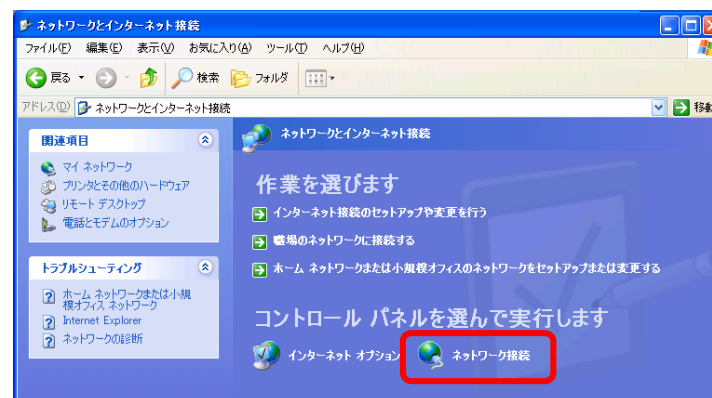 ネットワークとインターネット接続
ファイル(F) 編集(E) 表示(V) お気に入り(A) ツール(T) ヘルプ(H)
戻る 検索 フォルダ
アドレス(D) ネットワークとインターネット接続 移動
関連項目
マイ ネットワーク
プリンタとその他のハードウェア
リモート デスクトップ
電話とモデムのオプション
トラブルシューティング
ホーム ネットワークまたは小規
模オフィス ネットワーク
Internet Explorer
ネットワークの診断
ネットワークとインターネット接続
作業を選びます
インターネット接続のセットアップや変更を行う
職場のネットワークに接続する
ホーム ネットワークまたは小規模オフィスのネットワークをセットアップまたは変更する
コントロール パネルを選んで実行します
インターネット オプション ネットワーク接続